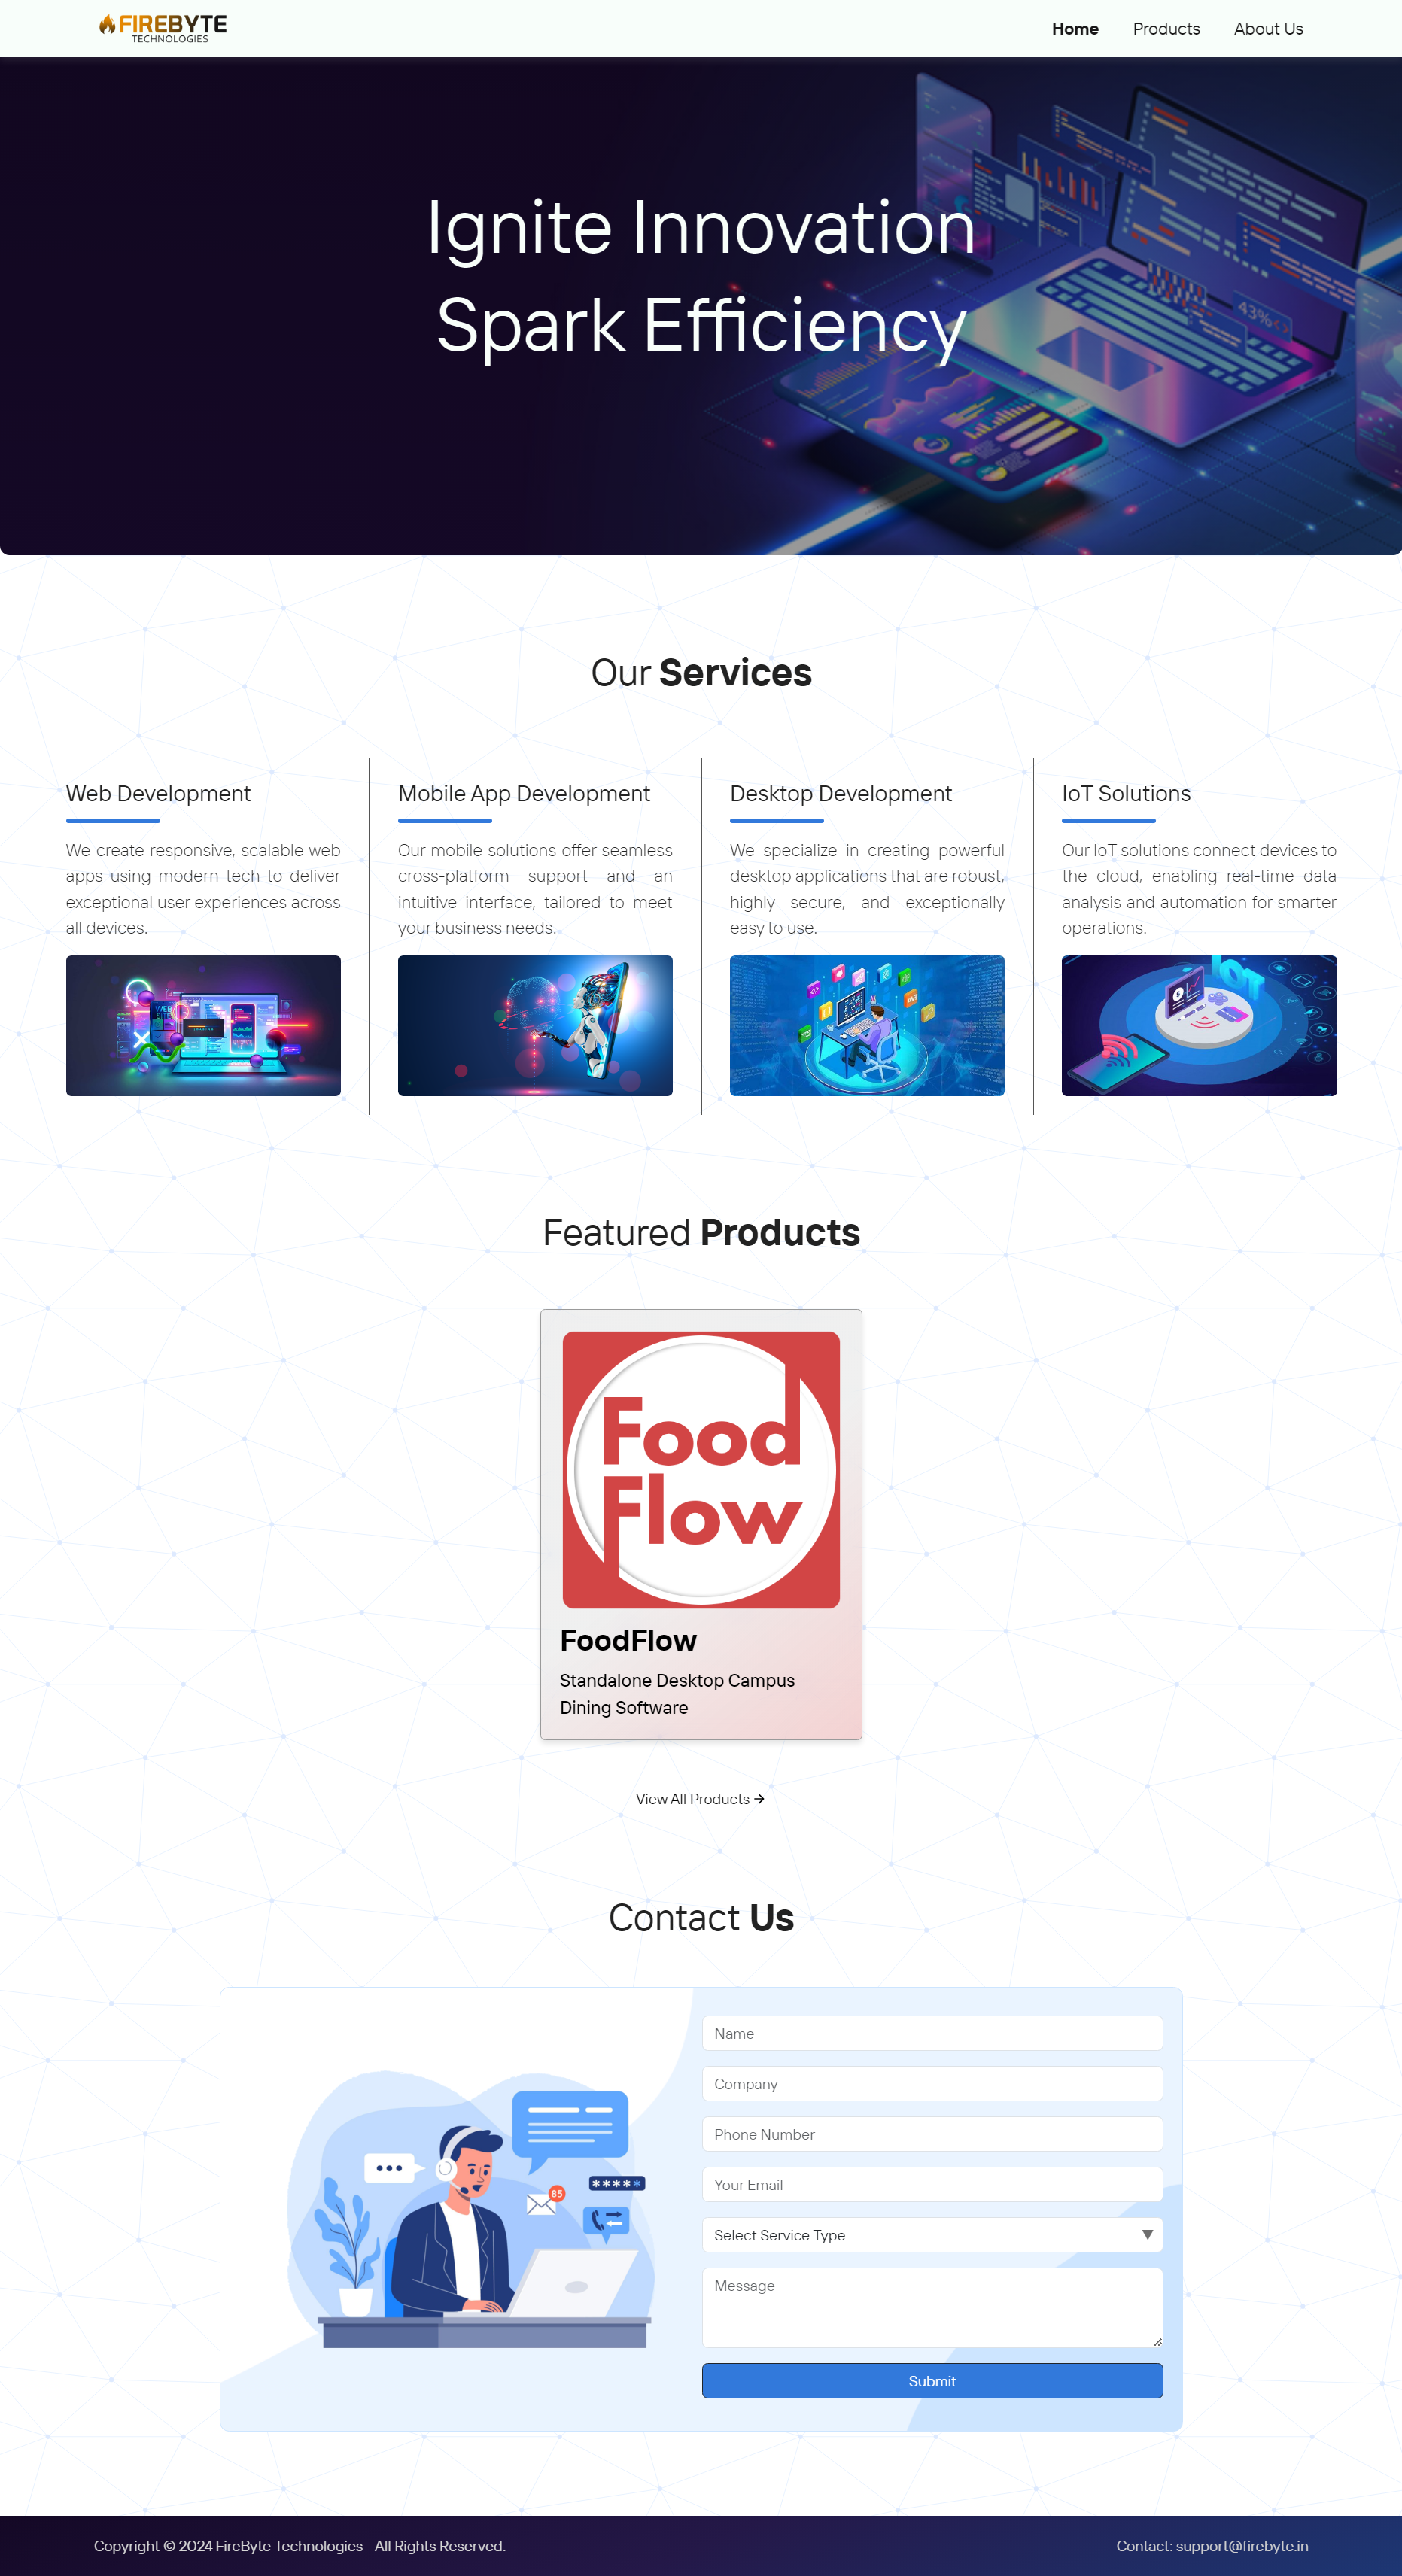 FIREBYTE
TECHNOLOGIES
Home
Products
About Us
Ignite Innovation
Spark Efficiency
43%
Our Services
Web Development
We create responsive, scalable web
apps using modern tech to deliver
exceptional user experiences across
all devices.
Mobile App Development
Our mobile solutions offer seamless
cross-platform support and an
intuitive interface, tailored to meet
your business needs.
Desktop Development
We specialize in creating powerful
desktop applications that are robust,
highly secure, and exceptionally
easy to use.
IoT Solutions
Our IoT solutions connect devices to
the cloud, enabling real-time data
analysis and automation for smarter
operations.
IOT
Featured Products
Food
Flow
FoodFlow
Standalone Desktop Campus
Dining Software
View All Products →
Contact Us
85
*****
Name
Company
Phone Number
Your Email
Select Service Type
Message
Submit
Copyright © 2024 FireByte Technologies - All Rights Reserved.
Contact: support@firebyte.in